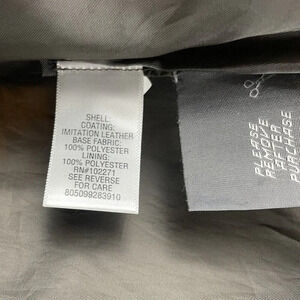 SHELL:
COATING:
IMITATION LEATHER
BASE FABRIC:
100% POLYESTER
LINING:
100% POLYESTER
RN#102271
SEE REVERSE
FOR CARE
805099283910
PLEASE
REMOVE
AFTER
PURCHASE